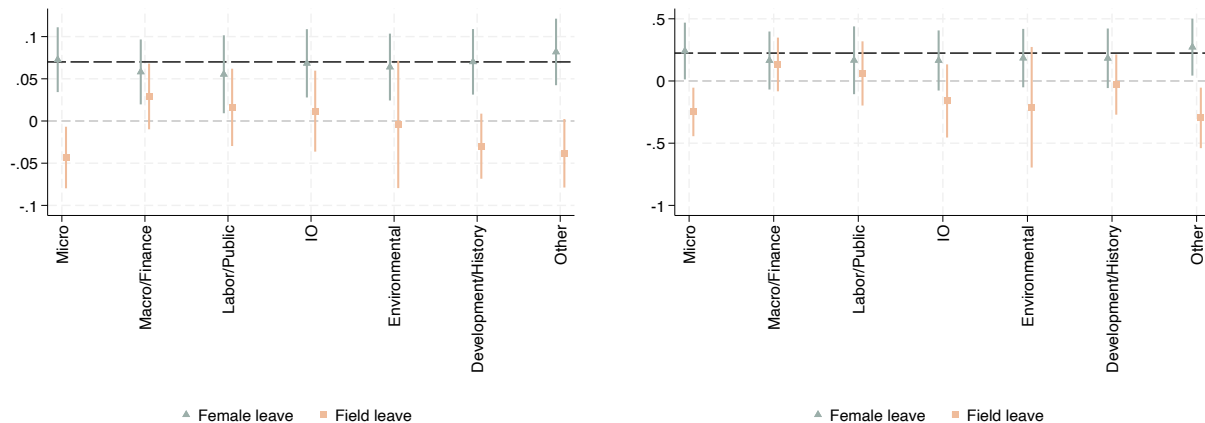 .1
.05
0
-.05
-.1
Micro
Macro/Finance
Labor/Public
IO
Environmental
Development/History
Other
Female leave
Field leave
.5
0
-.5
-1
Micro
Macro/Finance
Labor/Public
IO
Environmental
Development/History
Other
Female leave
Field leave